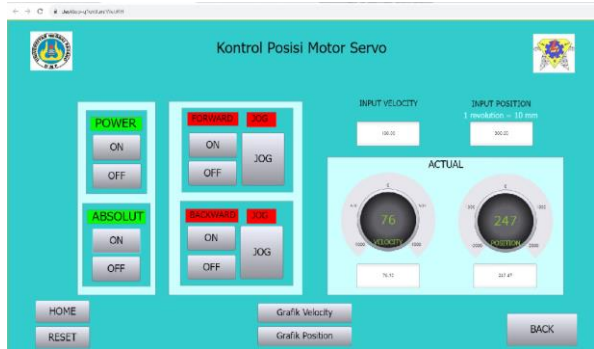 Kontrol Posisi Motor Servo
INPUT VELOCITY
INPUT POSITION
1 revolution = 10 mm
POWER
ON
OFF
FORWARD
JOG
ON
OFF
JOG
ACTUAL
76
VELOCITY
247
POSITION
ABSOLUT
ON
OFF
BACKWARD
JOG
ON
OFF
JOG
HOME
RESET
Grafik Velocity
Grafik Position
BACK